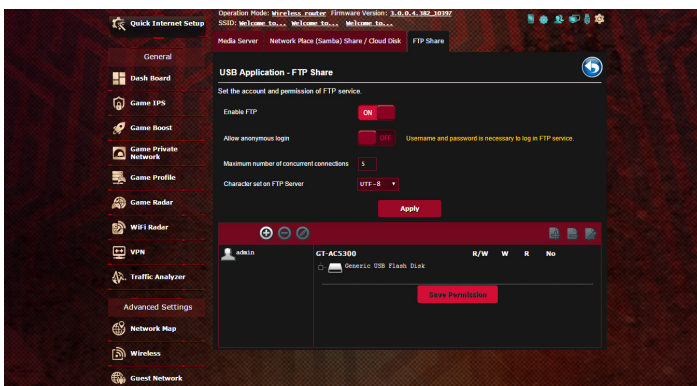 Quick Internet Setup
Operation Mode: Wireless router Firmware Version: 3.0.0.4.382_10397
SSID: Welcome to... Welcome to... Welcome to...
Media Server Network Place (Samba) Share / Cloud Disk FTP Share
General
Dash Board
Game IPS
Game Boost
Game Private
Network
Game Profile
Game Radar
WiFi Radar
VPN
Traffic Analyzer
Advanced Settings
Network Map
Wireless
Guest Network
USB Application - FTP
Share
Set the account and permission of FTP service.
Enable FTP ON
Allow anonymous login OFF Username and password is necessary to log in FTP service.
Maximum number of concurrent connections 5
Character set on FTP Server UTF-8
Apply
admin
GT-AC5300 R/W W R No
Generic USB Flash Disk
Save Permission